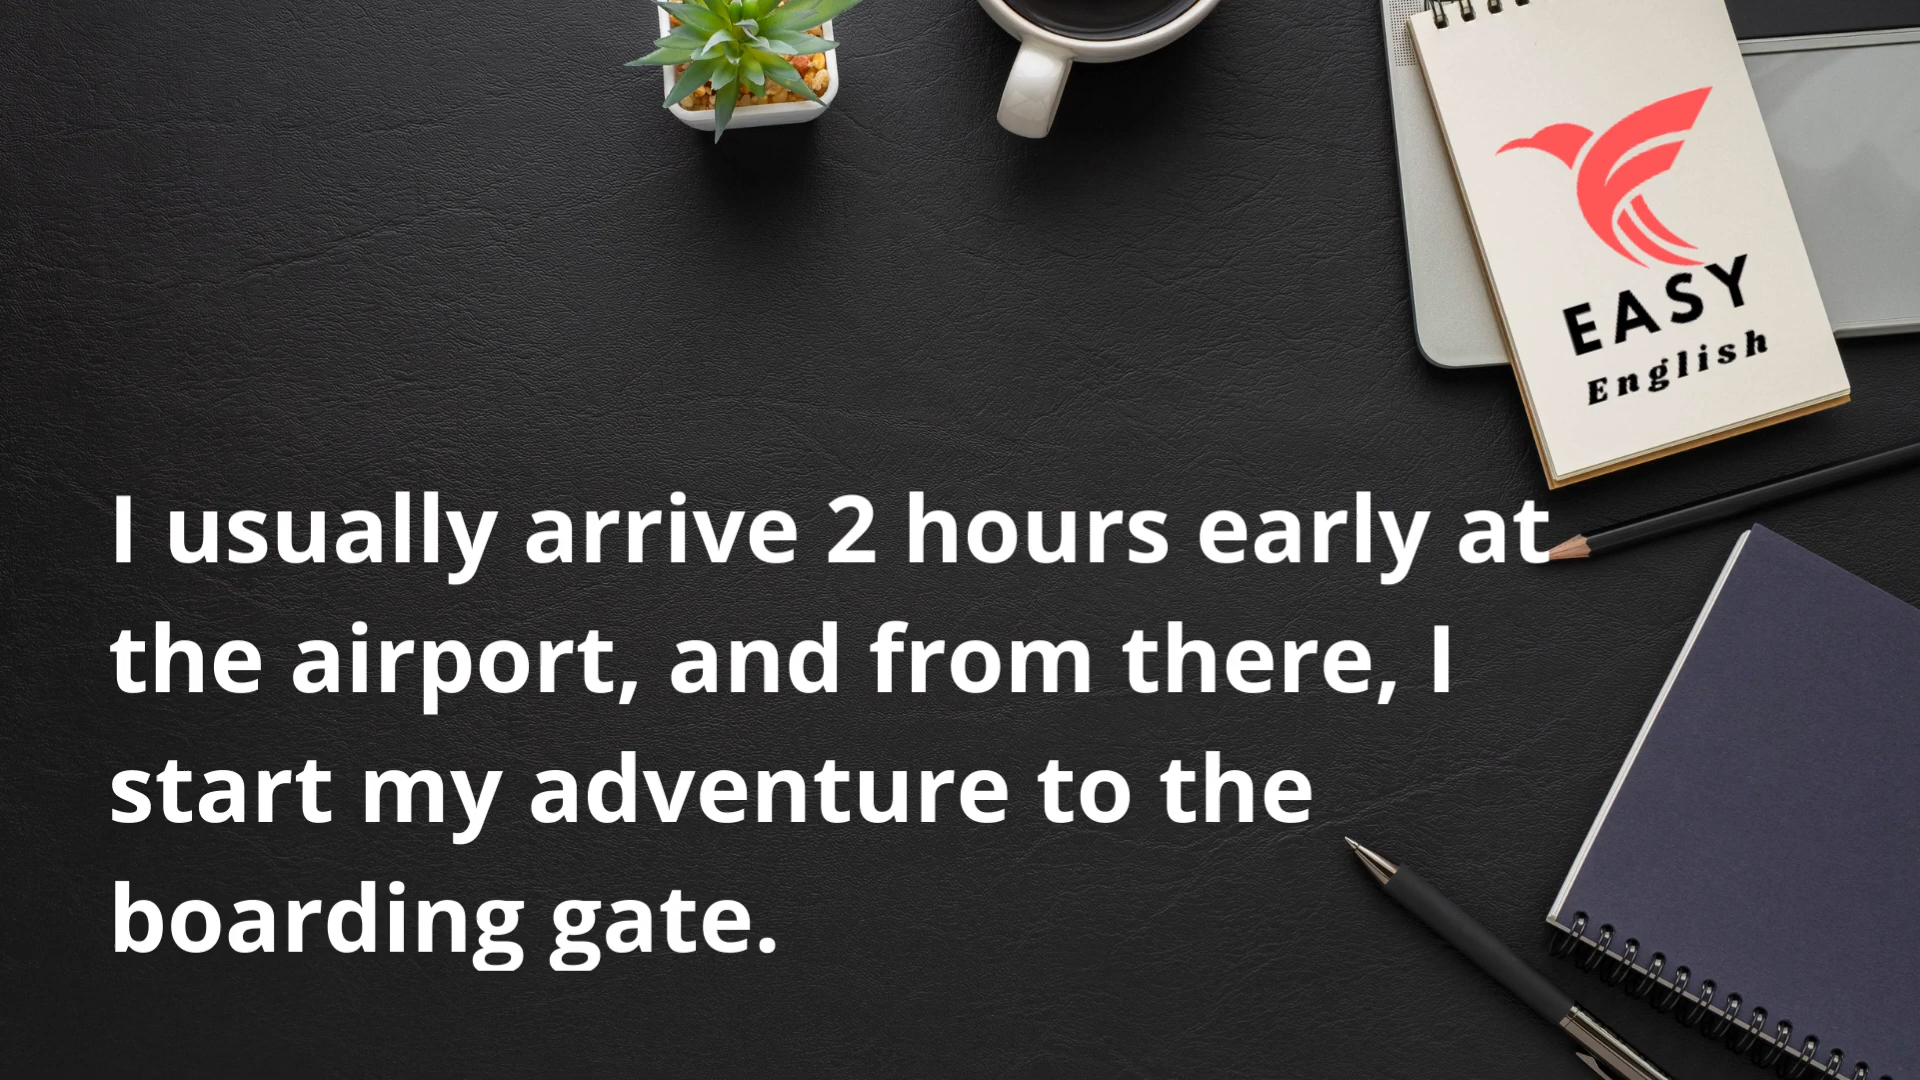 EASY
English
I usually arrive 2 hours early at
the airport, and from there, I
start my adventure to the
boarding gate.